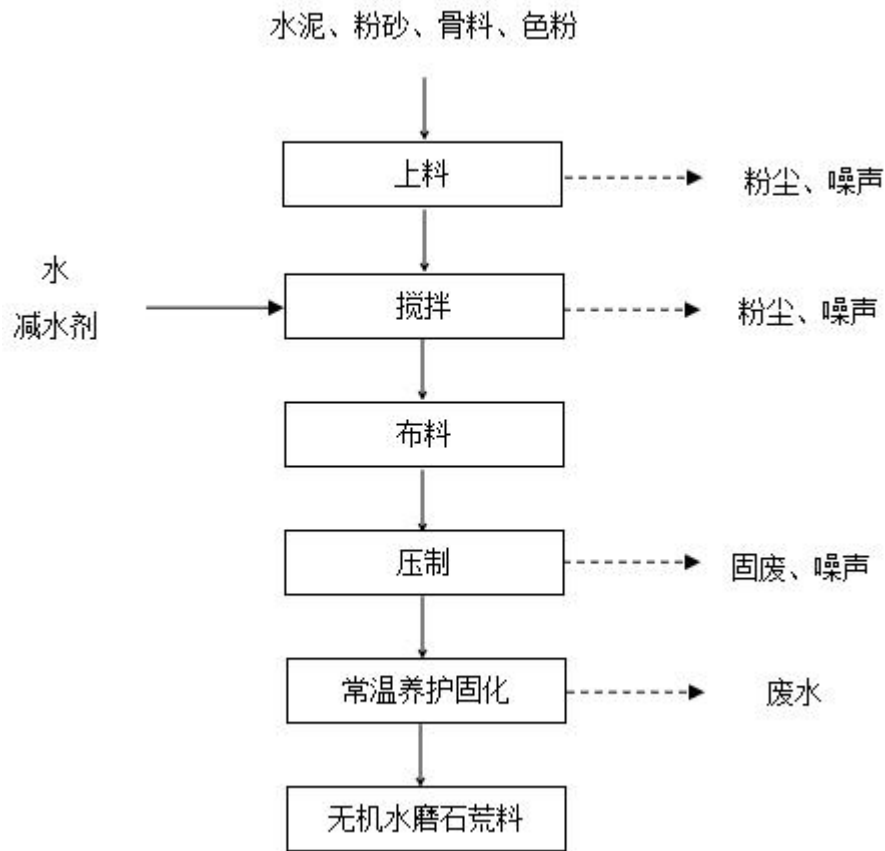 水泥、粉砂、骨料、色粉
上料
粉尘、噪声
水
减水剂
搅拌
粉尘、噪声
布料
压制
固废、噪声
常温养护固化
废水
无机水磨石荒料